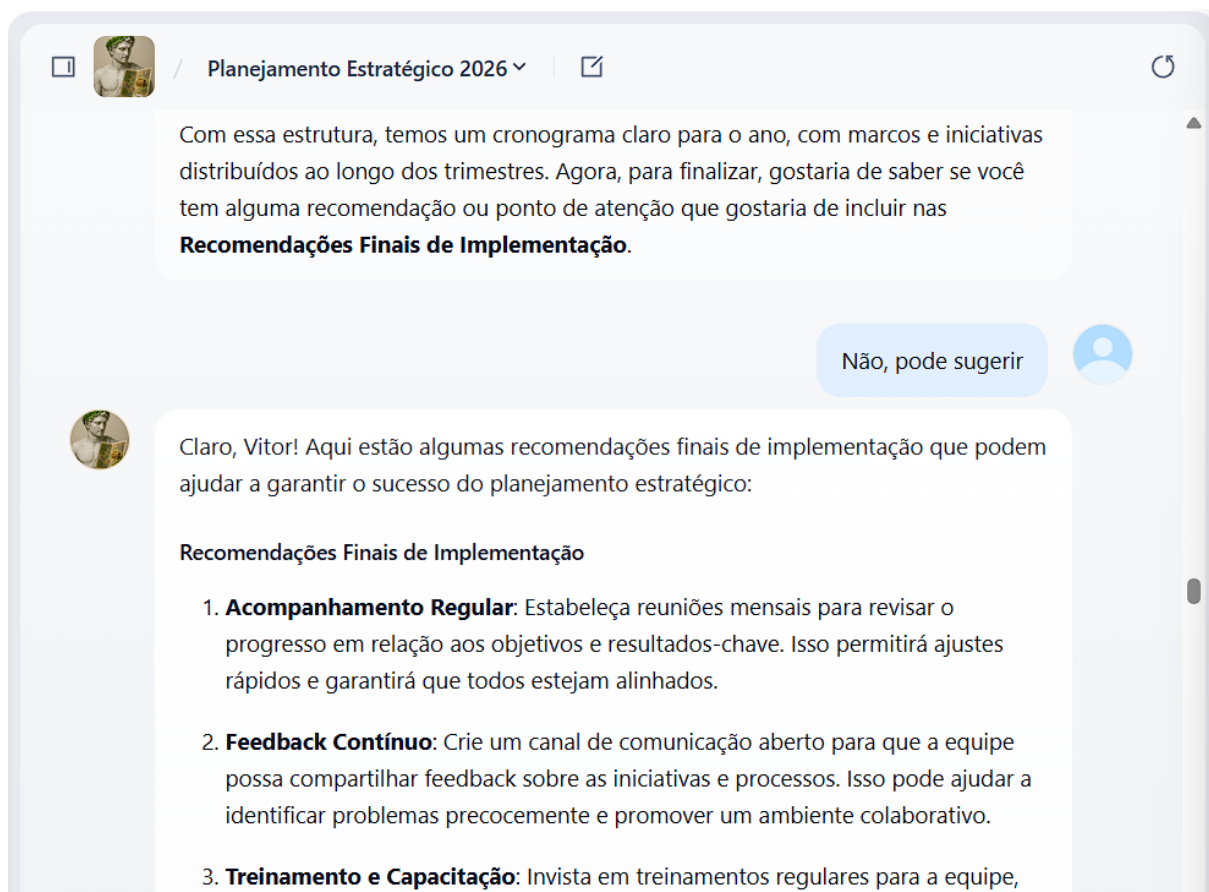 / Planejamento Estratégico 2026
Com essa estrutura, temos um cronograma claro para o ano, com marcos e iniciativas
distribuídos ao longo dos trimestres. Agora, para finalizar, gostaria de saber se você
tem alguma recomendação ou ponto de atenção que gostaria de incluir nas
Recomendações Finais de Implementação.
Não, pode sugerir
Claro, Vitor! Aqui estão algumas recomendações finais de implementação que podem
ajudar a garantir o sucesso do planejamento estratégico:
Recomendações Finais de Implementação
1. Acompanhamento Regular: Estabeleça reuniões mensais para revisar o
progresso em relação aos objetivos e resultados-chave. Isso permitirá ajustes
rápidos e garantirá que todos estejam alinhados.
2. Feedback Contínuo: Crie um canal de comunicação aberto para que a equipe
possa compartilhar feedback sobre as iniciativas e processos. Isso pode ajudar a
identificar problemas precocemente e promover um ambiente colaborativo.
3. Treinamento e Capacitação: Invista em treinamentos regulares para a equipe,